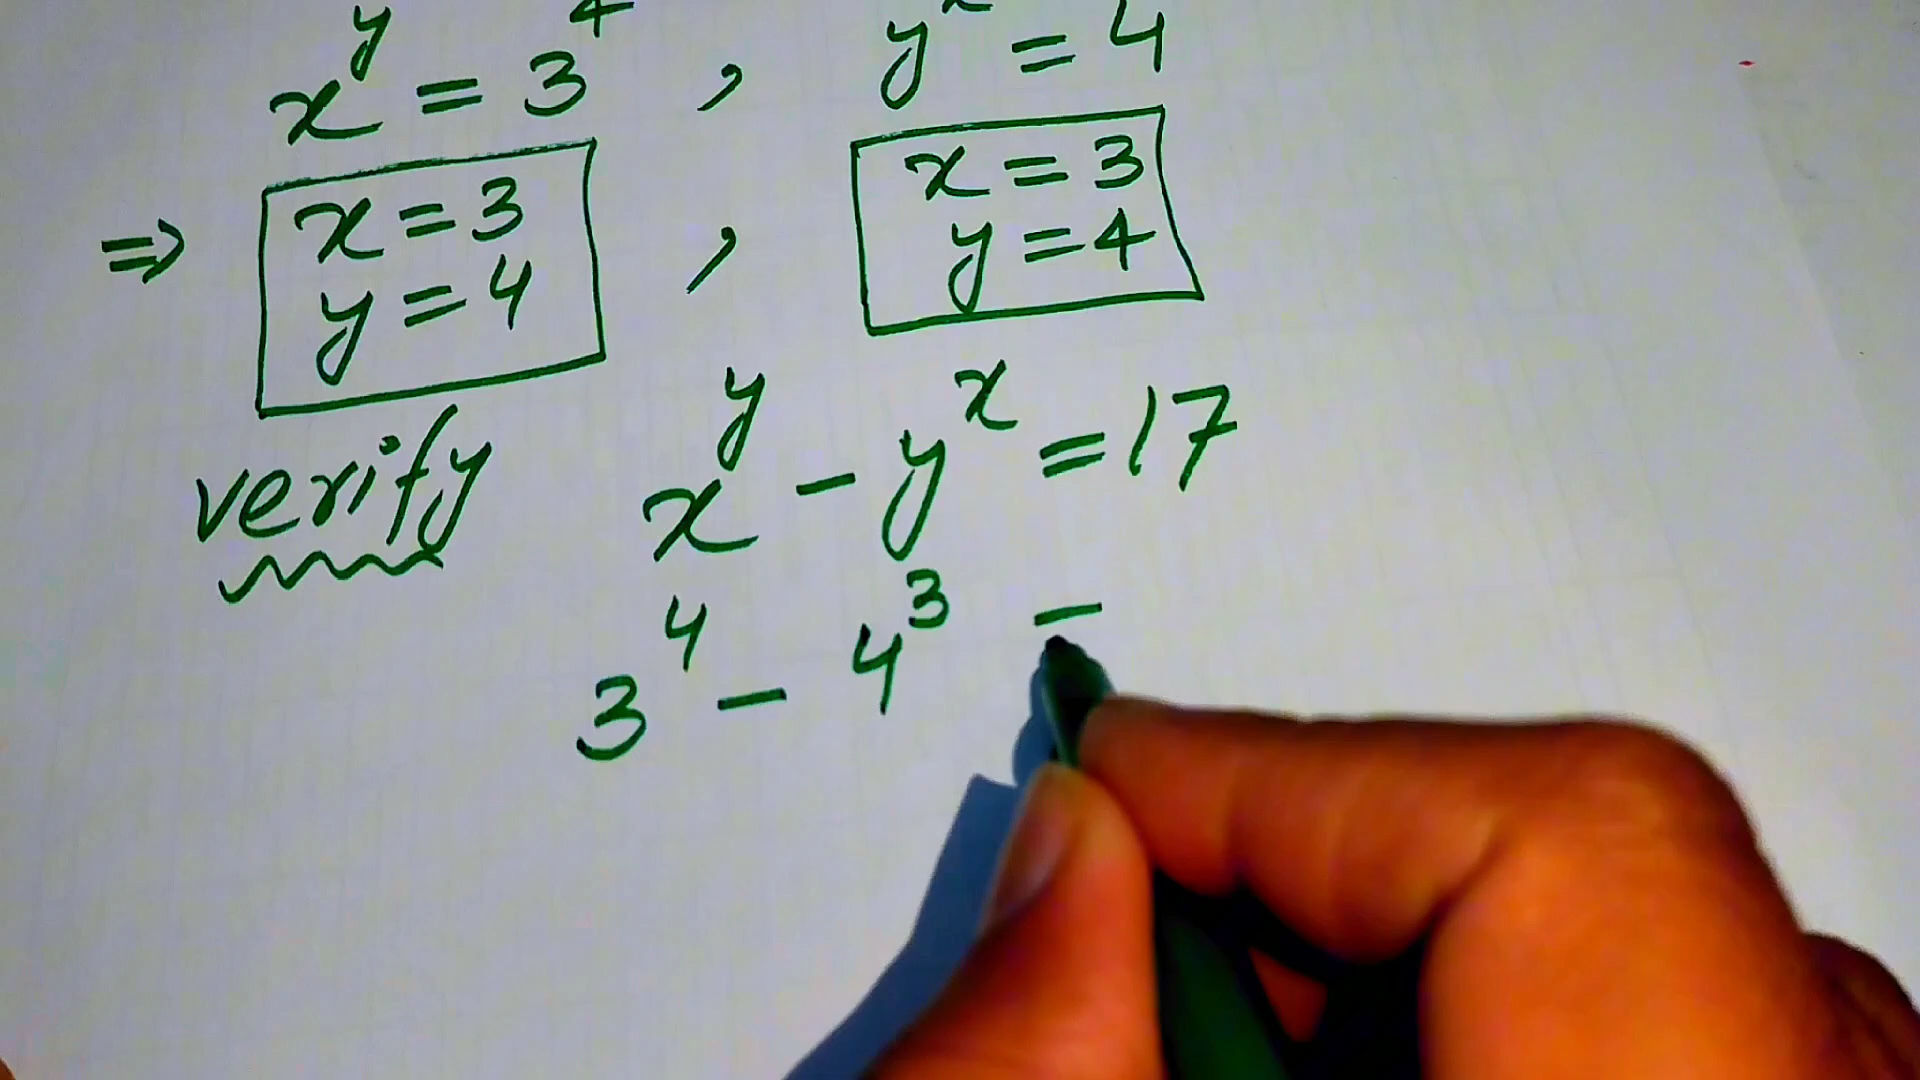 x^y = 3^4 , y^x = 4
⇒ x = 3 , x = 3
y = 4 y = 4
verify x^y - y^x = 17
3^4 - 4^3 -